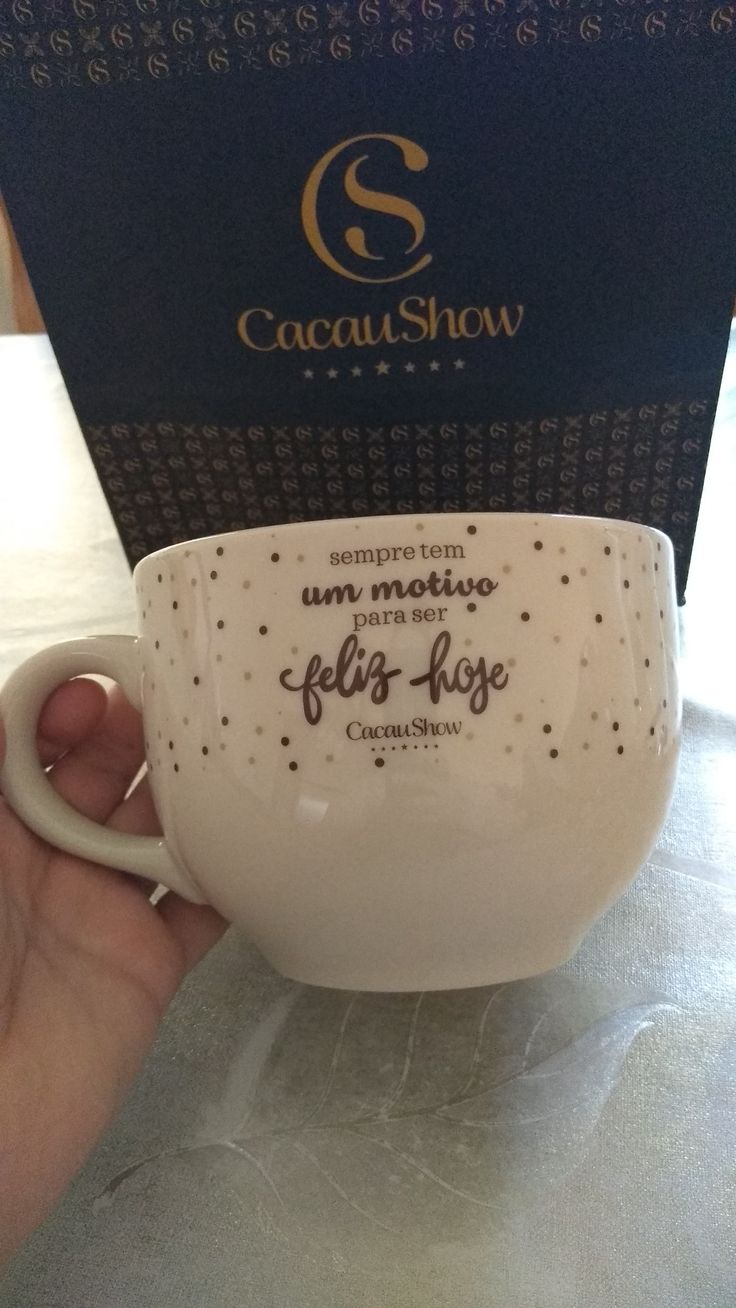 CS
CacauShow
sempre tem
um motivo
para ser
feliz hoje
CacauShow